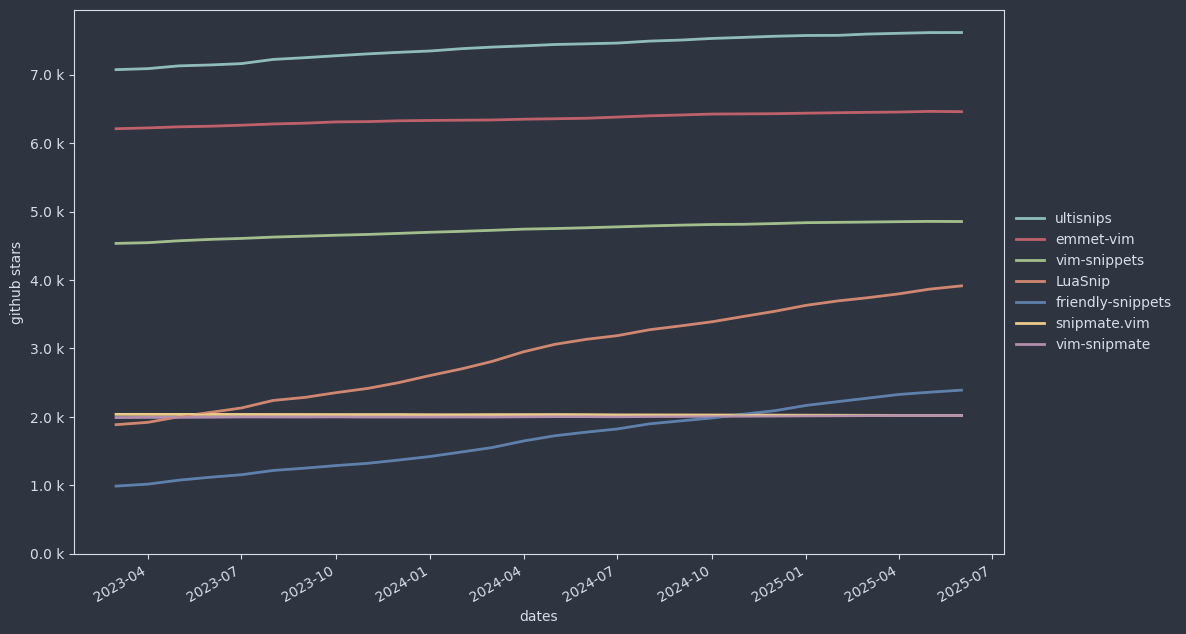 7.0 k
6.0 k
5.0 k
4.0 k
3.0 k
2.0 k
1.0 k
0.0 k
github stars
2023-04
2023-07
2023-10
2024-01
2024-04
2024-07
2024-10
2025-01
2025-04
2025-07
dates
ultisnips
emmet-vim
vim-snippets
LuaSnip
friendly-snippets
snipmate.vim
vim-snipmate